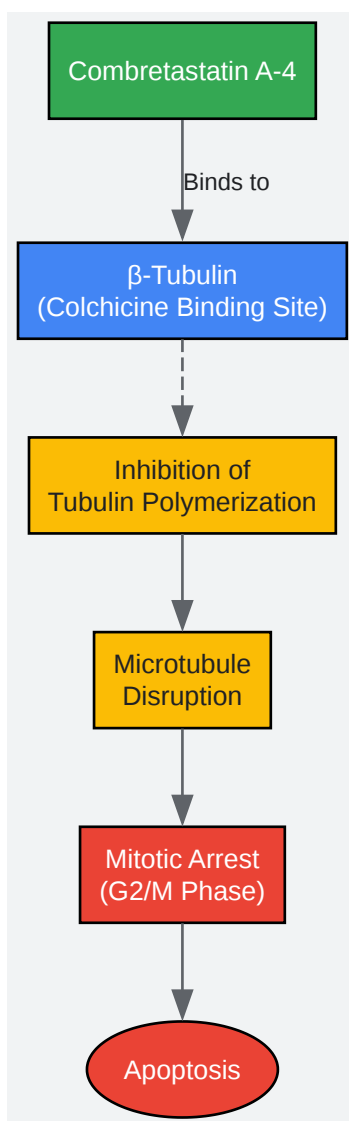 Combretastatin A-4
Binds to
β-Tubulin
(Colchicine Binding Site)
Inhibition of
Tubulin Polymerization
Microtubule
Disruption
Mitotic Arrest
(G2/M Phase)
Apoptosis